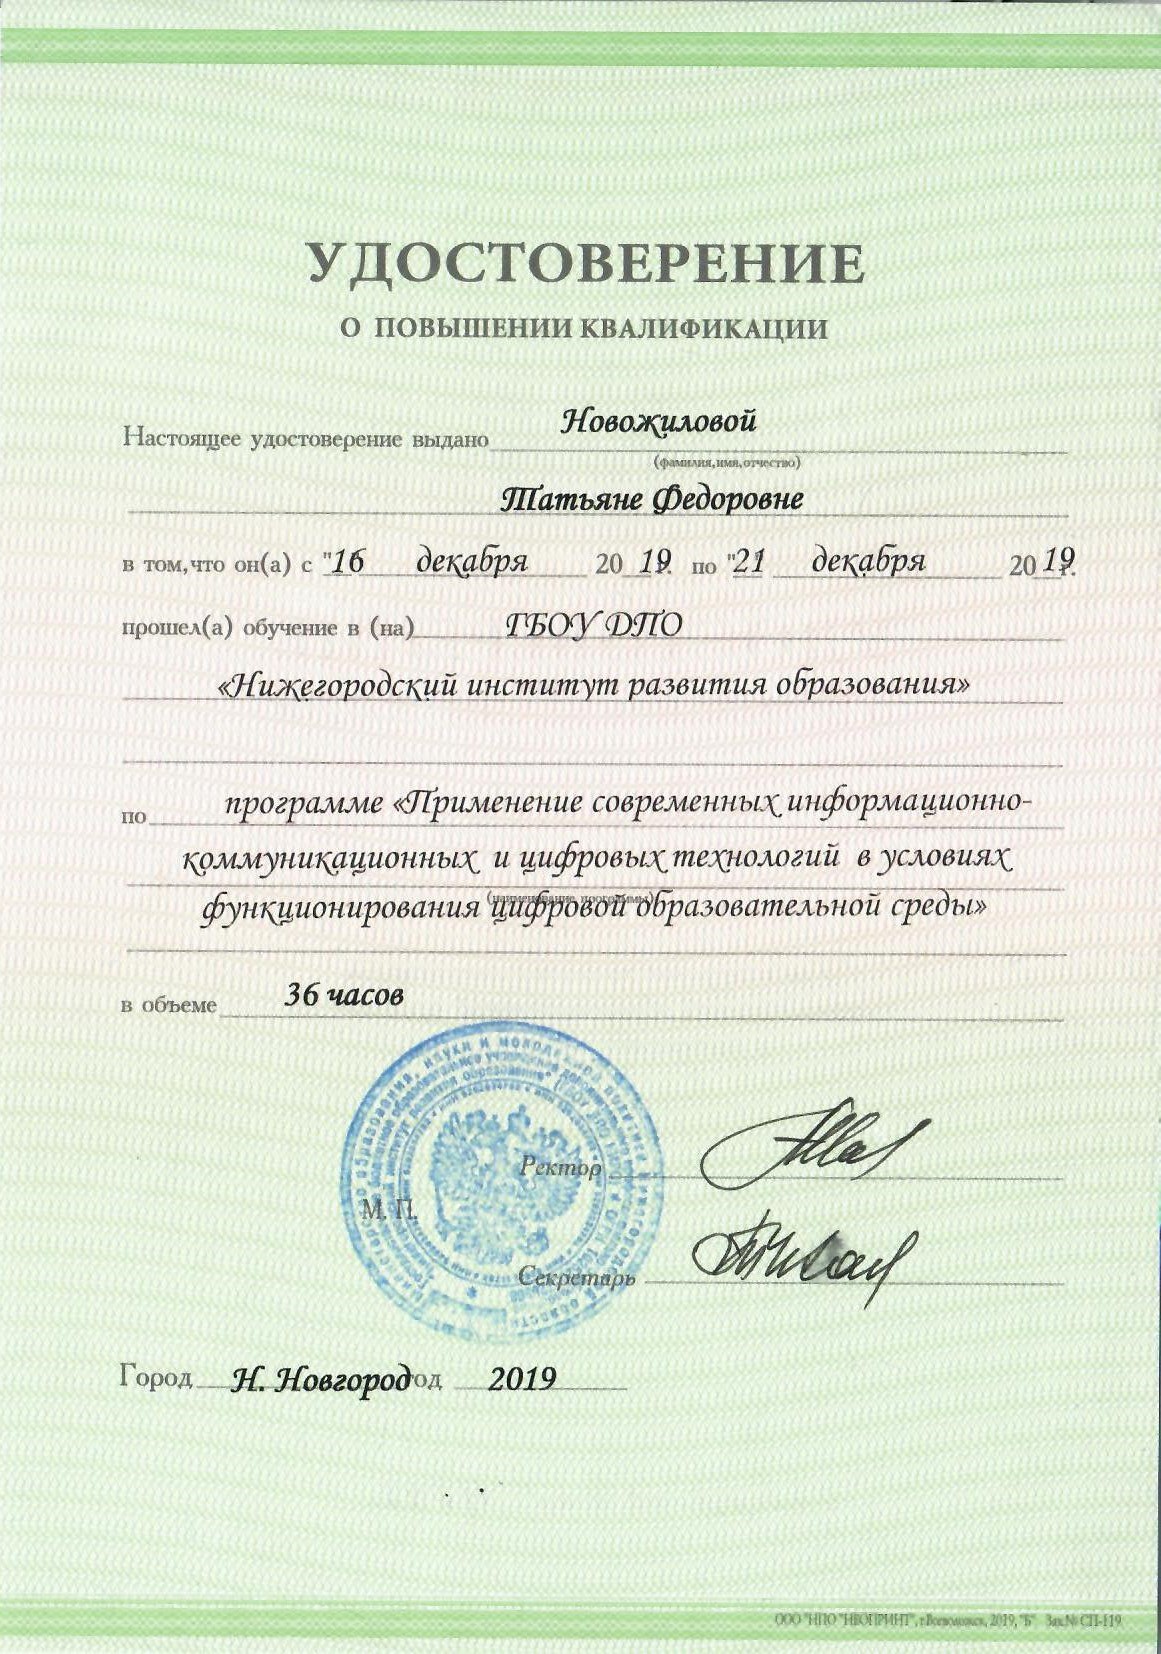 УДОСТОВЕРЕНИЕ
О ПОВЫШЕНИИ КВАЛИФИКАЦИИ
Настоящее удостоверение выдано Новожиловой
(фамилия,имя,отчество)
Татьяне Федоровне
в том,что он(а) с "16 декабря 20 19г. по "21 декабря 20 19г.
прошел(а) обучение в (на) ГБОУ ДПО
«Нижегородский институт развития образования»
по программе «Применение современных информационно-
коммуникационных и цифровых технологий в условиях
(наименование программы)
функционирования цифровой образовательной среды»
в объеме 36 часов
Ректор
М. П.
Секретарь
Город Н. Новгород год 2019
ООО "НПО "НЕОПРИНТ", г.Всеволожск, 2019, "Б" Зак.№ СП-119